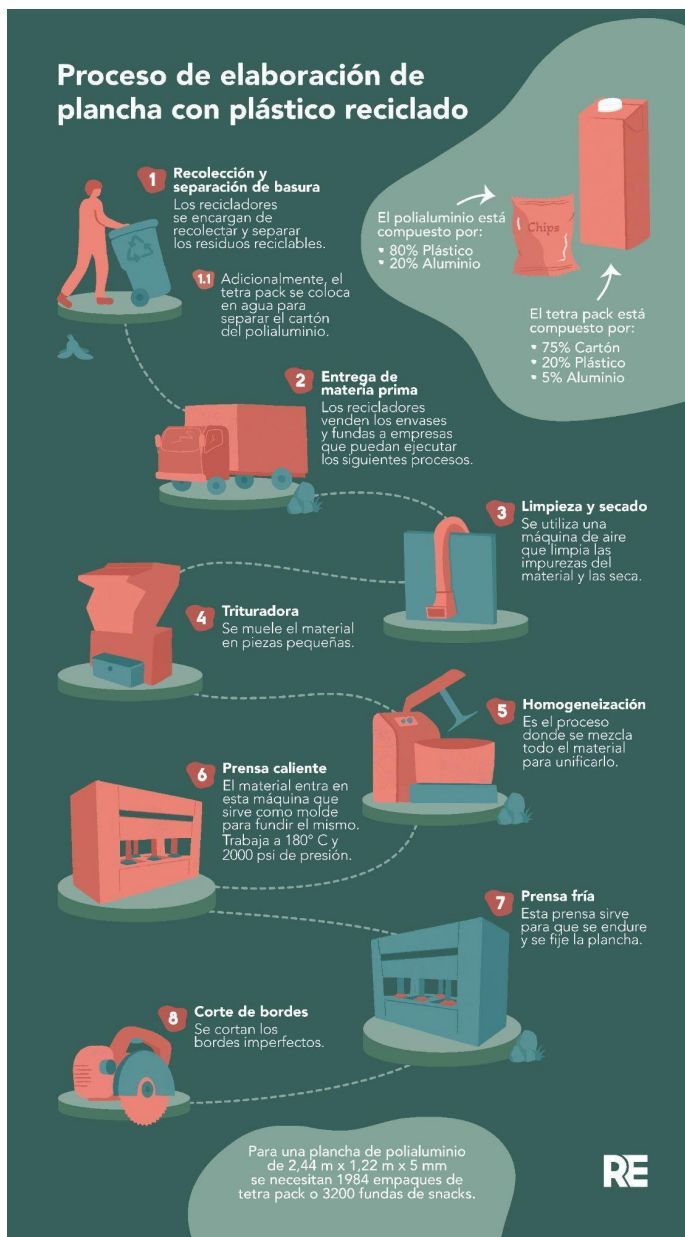 Proceso de elaboración de
plancha con plástico reciclado
1
Recolección y
separación de basura
Los recicladores
se encargan de
recolectar y separar
los residuos reciclables.
1.1
Adicionalmente, el
tetra pack se coloca
en agua para
separar el cartón
del polialuminio.
El polialuminio está
compuesto por:
• 80% Plástico
• 20% Aluminio
Chips
El tetra pack está
compuesto por:
• 75% Cartón
• 20% Plástico
• 5% Aluminio
2
Entrega de
materia prima
Los recicladores
venden los envases
y fundas a empresas
que puedan ejecutar
los siguientes procesos.
3
Limpieza y secado
Se utiliza una
máquina de aire
que limpia las
impurezas del
material y las seca.
4
Trituradora
Se muele el material
en piezas pequeñas.
5
Homogeneización
Es el proceso
donde se mezcla
todo el material
para unificarlo.
6
Prensa caliente
El material entra en
esta máquina que
sirve como molde
para fundir el mismo.
Trabaja a 180° C y
2000 psi de presión.
7
Prensa fría
Esta prensa sirve
para que se endure
y se fije la plancha.
8
Corte de bordes
Se cortan los
bordes imperfectos.
Para una plancha de polialuminio
de 2,44 m x 1,22 m x 5 mm
se necesitan 1984 empaques de
tetra pack o 3200 fundas de snacks.
RE